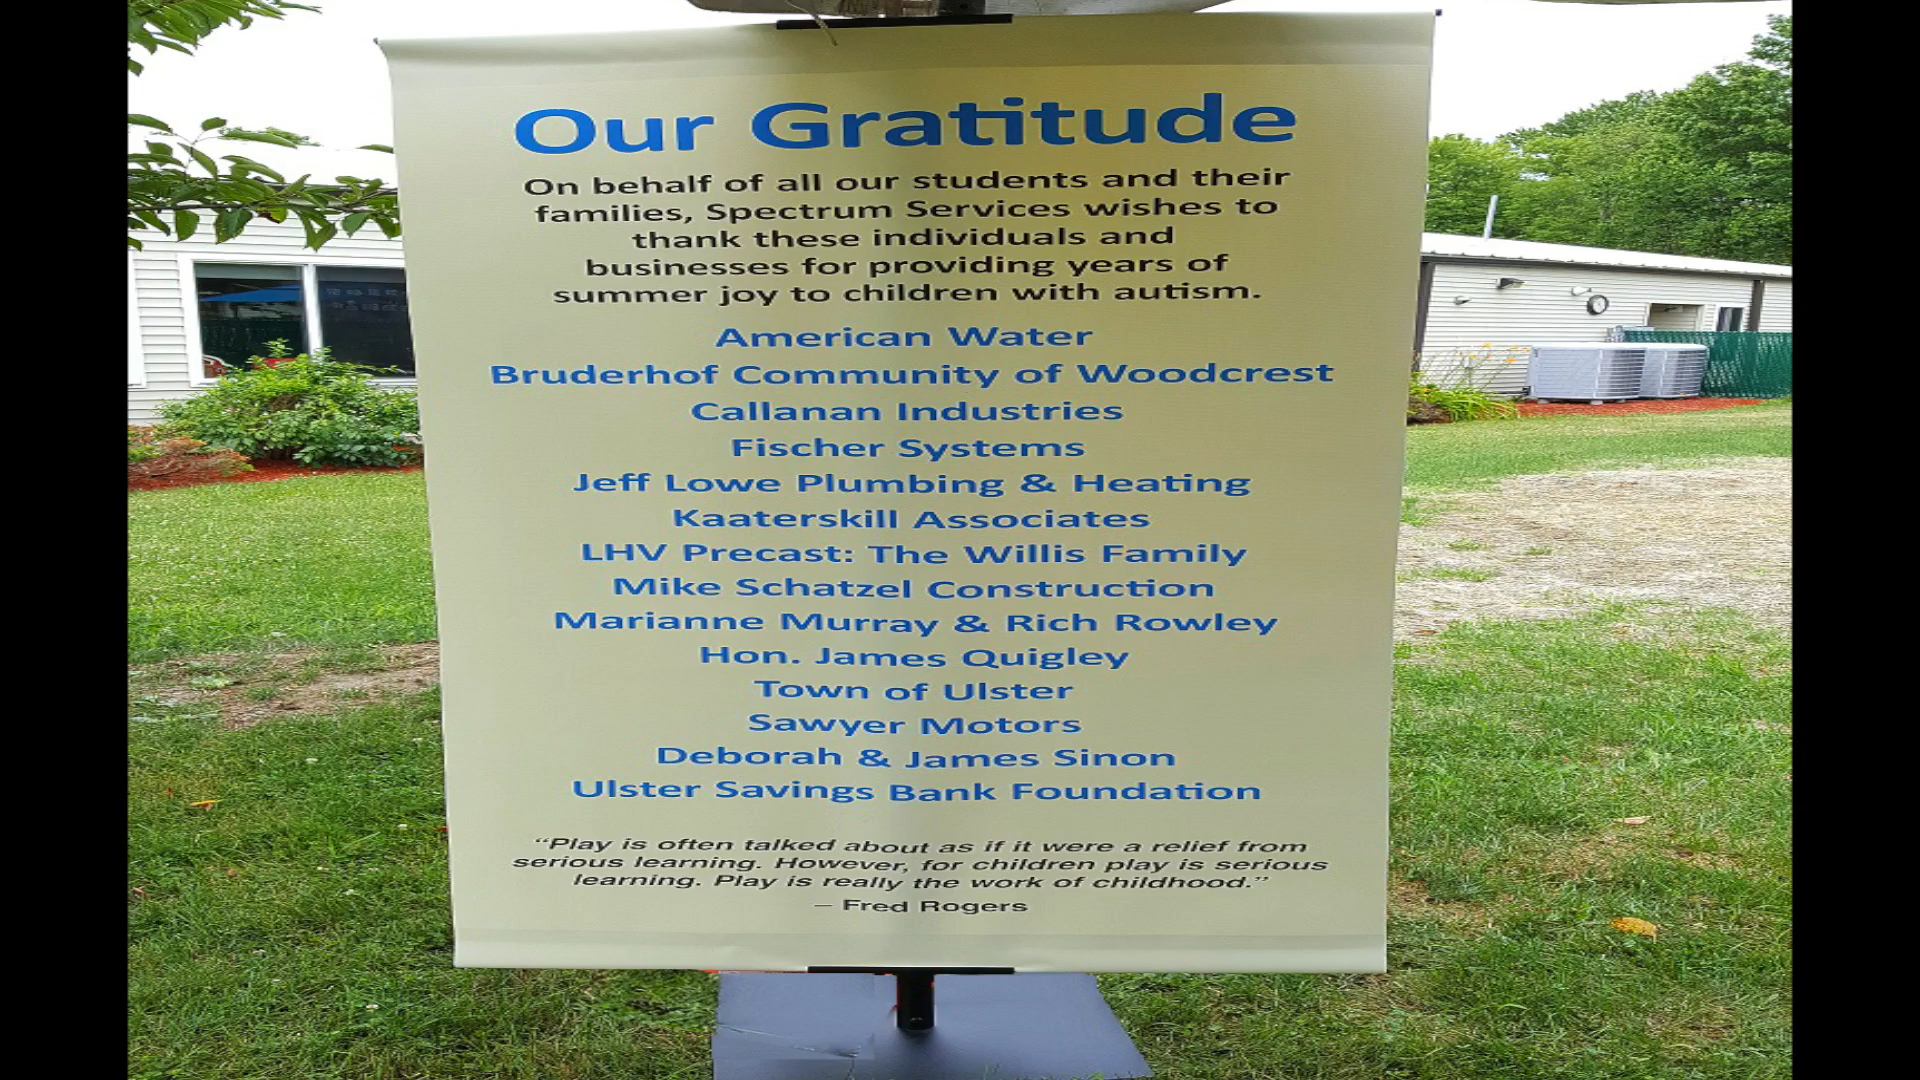 Our Gratitude
On behalf of all our students and their
families, Spectrum Services wishes to
thank these individuals and
businesses for providing years of
summer joy to children with autism.
American Water
Bruderhof Community of Woodcrest
Callanan Industries
Fischer Systems
Jeff Lowe Plumbing & Heating
Kaaterskill Associates
LHV Precast: The Willis Family
Mike Schatzel Construction
Marianne Murray & Rich Rowley
Hon. James Quigley
Town of Ulster
Sawyer Motors
Deborah & James Sinon
Ulster Savings Bank Foundation
“Play is often talked about as if it were a relief from
serious learning. However, for children play is serious
learning. Play is really the work of childhood.”
– Fred Rogers